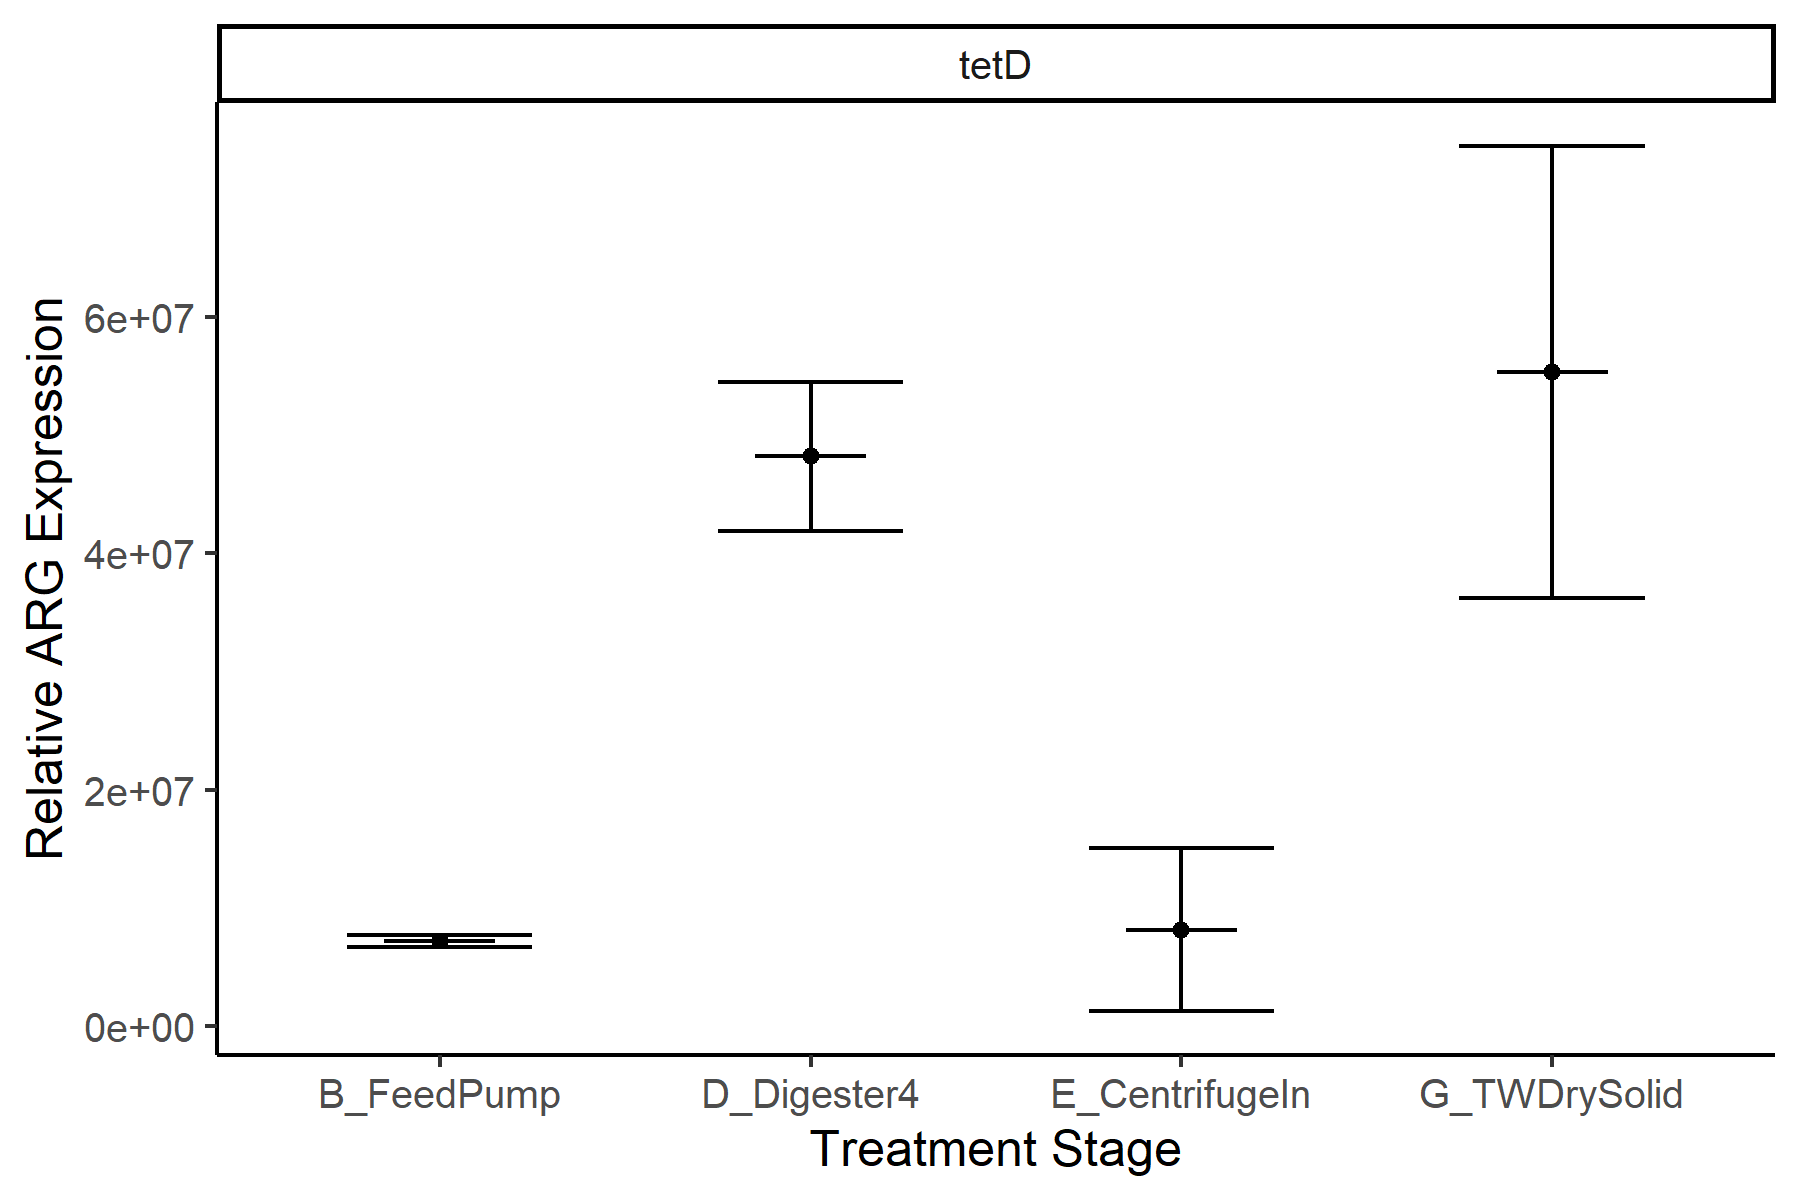 tetD
Relative ARG Expression
6e+07
4e+07
2e+07
0e+00
B_FeedPump
D_Digester4
E_CentrifugeIn
G_TWDrySolid
Treatment Stage